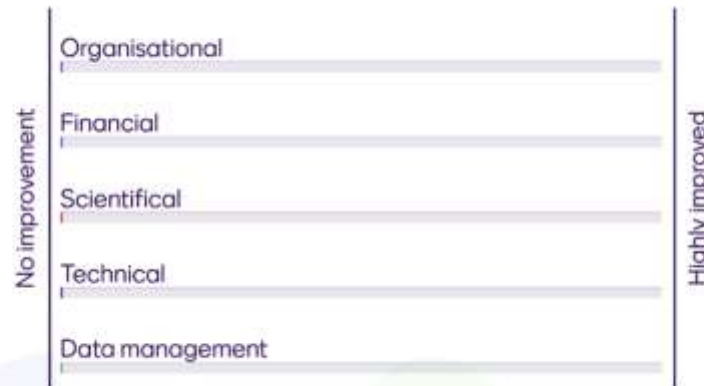 No improvement
Organisational
Financial
Scientifical
Technical
Data management
Highly improved